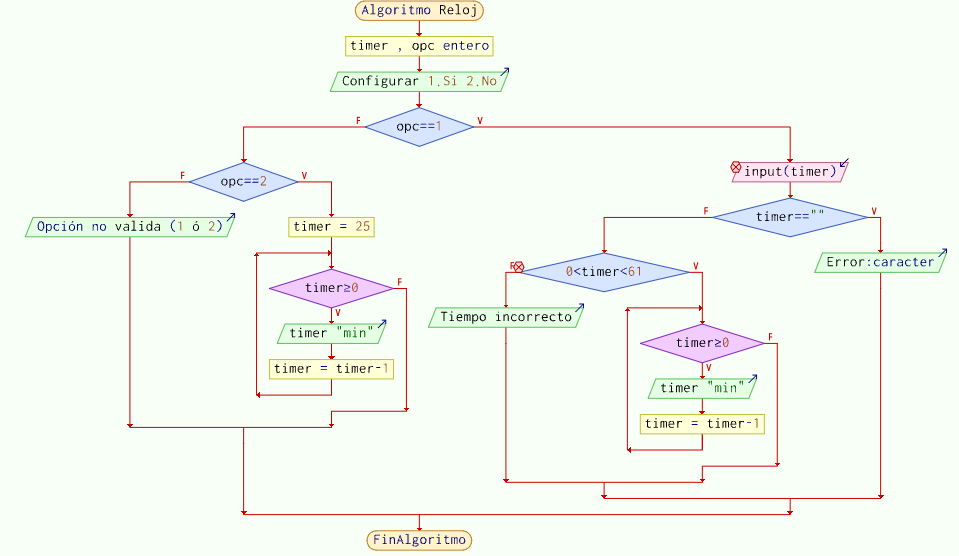 Algoritmo Reloj
timer , opc entero
Configurar 1.Si 2.No
opc==1
F
V
opc==2
F
V
input(timer)
timer==""
F
V
Opción no valida (1 ó 2)
timer = 25
Error:caracter
0<timer<61
F
V
timer≥0
F
V
Tiempo incorrecto
timer "min"
timer≥0
F
V
timer = timer-1
timer "min"
timer = timer-1
FinAlgoritmo